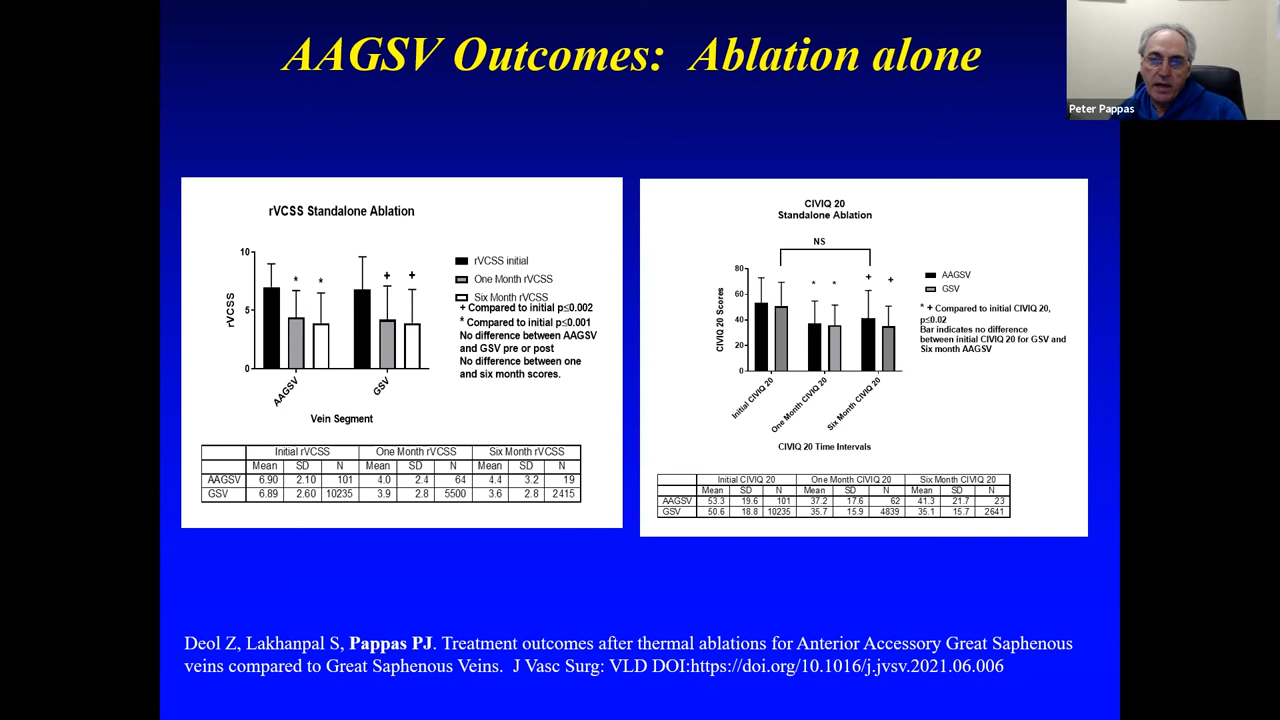 AAGSV Outcomes:  Ablation alone
Peter Pappas
rVCSS Standalone Ablation
10
5
0
rVCSS
*
*
+
+
AAGSV
GSV
Vein Segment
rVCSS initial
One Month rVCSS
Six Month rVCSS
+ Compared to initial p≤0.002
* Compared to initial p≤0.001
No difference between AAGSV
and GSV pre or post
No difference between one
and six month scores.
Initial rVCSS One Month rVCSS Six Month rVCSS
Mean SD N Mean SD N Mean SD N
AAGSV 6.90 2.10 101 4.0 2.4 64 4.4 3.2 19
GSV 6.89 2.60 10235 3.9 2.8 5500 3.6 2.8 2415
CIVIQ 20
Standalone Ablation
NS
80
60
40
20
0
CIVIQ 20 Scores
*
*
+
+
Initial CIVIQ 20
One Month CIVIQ 20
Six Month CIVIQ 20
CIVIQ 20 Time Intervals
AAGSV
GSV
* + Compared to initial CIVIQ 20,
p≤0.02
Bar indicates no difference
between initial CIVIQ 20 for GSV and
Six month AAGSV
Initial CIVIQ 20 One Month CIVIQ 20 Six Month CIVIQ 20
Mean SD N Mean SD N Mean SD N
AAGSV 53.3 19.6 101 37.2 17.6 62 41.3 21.7 23
GSV 50.6 18.8 10235 35.7 15.9 4839 35.1 15.7 2641
Deol Z, Lakhanpal S, Pappas PJ. Treatment outcomes after thermal ablations for Anterior Accessory Great Saphenous
veins compared to Great Saphenous Veins.  J Vasc Surg: VLD DOI:https://doi.org/10.1016/j.jvsv.2021.06.006